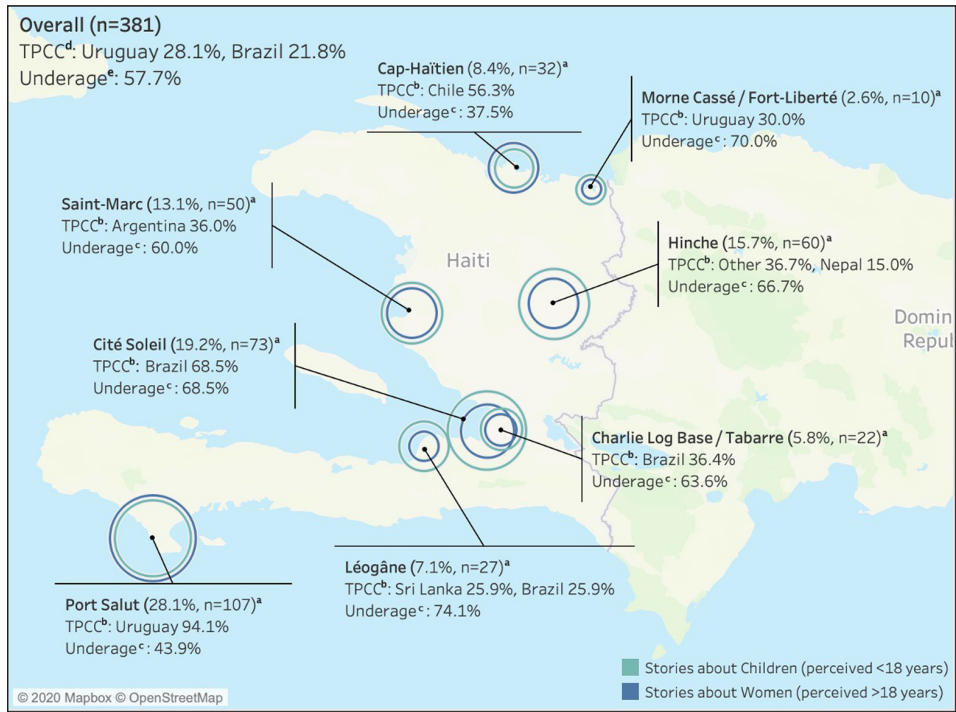 Overall (n=381)
TPCCᵈ: Uruguay 28.1%, Brazil 21.8%
Underageᵉ: 57.7%
Cap-Haïtien (8.4%, n=32)ᵃ
TPCCᵇ: Chile 56.3%
Underageᶜ: 37.5%
Morne Cassé / Fort-Liberté (2.6%, n=10)ᵃ
TPCCᵇ: Uruguay 30.0%
Underageᶜ: 70.0%
Saint-Marc (13.1%, n=50)ᵃ
TPCCᵇ: Argentina 36.0%
Underageᶜ: 60.0%
Haiti
Hinche (15.7%, n=60)ᵃ
TPCCᵇ: Other 36.7%, Nepal 15.0%
Underageᶜ: 66.7%
Domin
Repul
Cité Soleil (19.2%, n=73)ᵃ
TPCCᵇ: Brazil 68.5%
Underageᶜ: 68.5%
Charlie Log Base / Tabarre (5.8%, n=22)ᵃ
TPCCᵇ: Brazil 36.4%
Underageᶜ: 63.6%
Léogâne (7.1%, n=27)ᵃ
TPCCᵇ: Sri Lanka 25.9%, Brazil 25.9%
Underageᶜ: 74.1%
Port Salut (28.1%, n=107)ᵃ
TPCCᵇ: Uruguay 94.1%
Underageᶜ: 43.9%
Stories about Children (perceived <18 years)
Stories about Women (perceived >18 years)
© 2020 Mapbox © OpenStreetMap